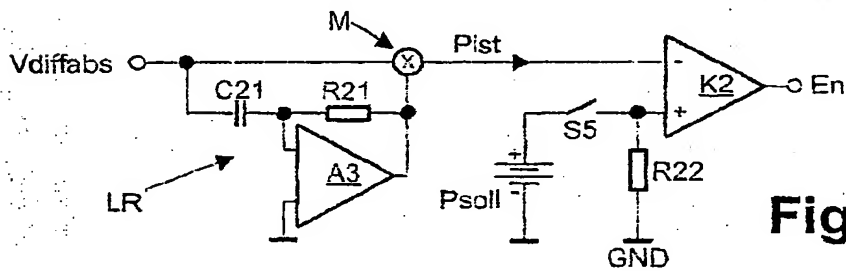 M
Vdiffabs
X
Pist
-
K2
En
C21
R21
+
S5
A3
+
LR
Psoll
-
R22
GND
Fig